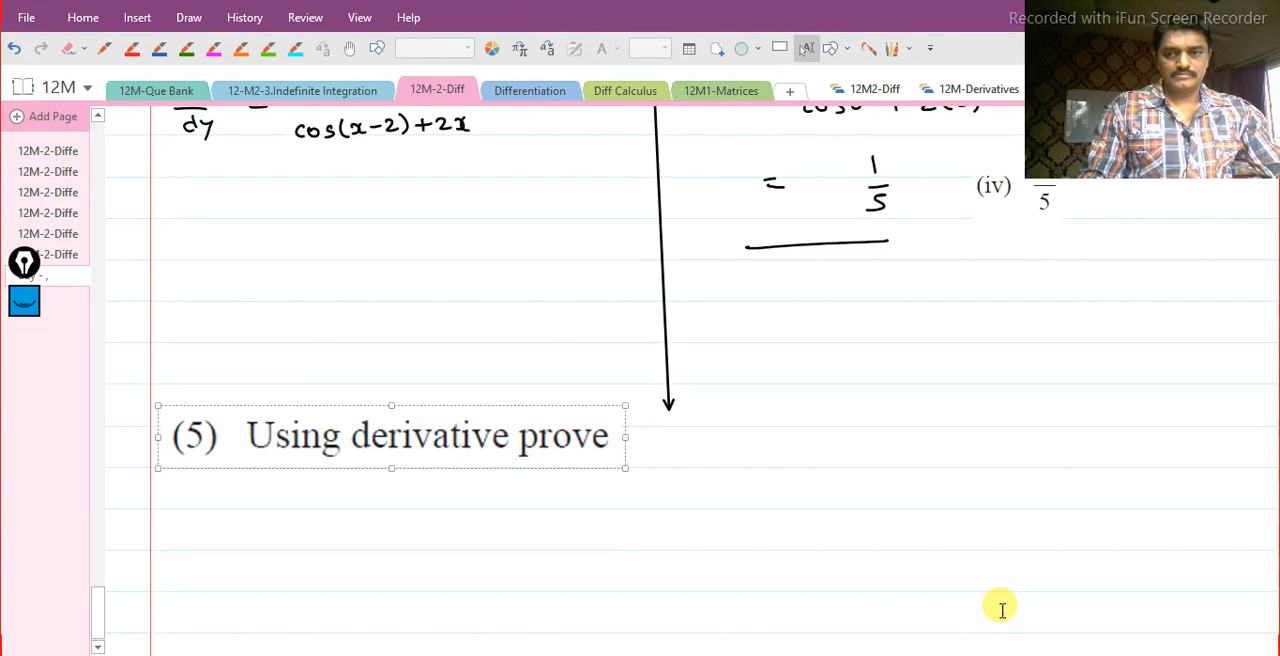 File Home Insert Draw History Review View Help
Recorded with iFun Screen Recorder
12M 12M-Que Bank 12-M2-3.Indefinite Integration 12M-2-Diff Differentiation Diff Calculus 12M1-Matrices 12M2-Diff 12M-Derivatives
Add Page
dy
cos(x-2)+2x
12M-2-Diffe
12M-2-Diffe
12M-2-Diffe
12M-2-Diffe
12M-2-Diffe
= 1/5 (iv) 5
(5) Using derivative prove